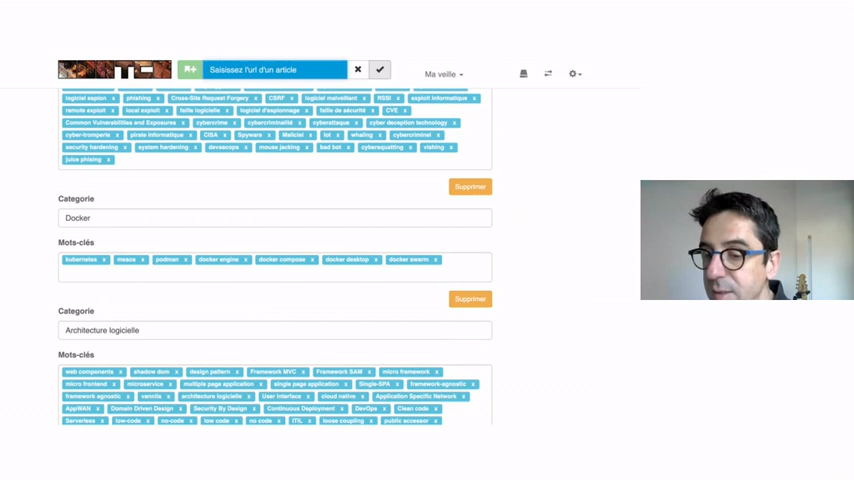 Saisissez l'url d'un article
Ma veille
logiciel espion x phishing x Cross-Site Request Forgery x CSRF x logiciel malveillant x RSSI x exploit informatique x
remote exploit x local exploit x faille logicielle x logiciel d'espionnage x faille de sécurité x CVE x
Common Vulnerabilities and Exposures x cybercrime x cybercriminalité x cyberattaque x cyber deception technology x
cyber-tromperie x pirate informatique x CISA x Spyware x Maliciel x Iot x whaling x cybercriminel x
security hardening x system hardening x devsecops x mouse jacking x bad bot x cybersquatting x vishing x
juice phising x
Supprimer
Categorie
Docker
Mots-clés
kubernetes x mesos x podman x docker engine x docker compose x docker desktop x docker swarm x
Supprimer
Categorie
Architecture logicielle
Mots-clés
web components x shadow dom x design pattern x Framework MVC x Framework SAM x micro framework x
micro frontend x microservice x multiple page application x single page application x Single-SPA x framework-agnostic x
framework agnostic x vannila x architecture logicielle x User Interface x cloud native x Application Specific Network x
AppWAN x Domain Driven Design x Security By Design x Continuous Deployment x DevOps x Clean code x
Serverless x low-code x no-code x low code x no code x ITIL x loose coupling x public accessor x